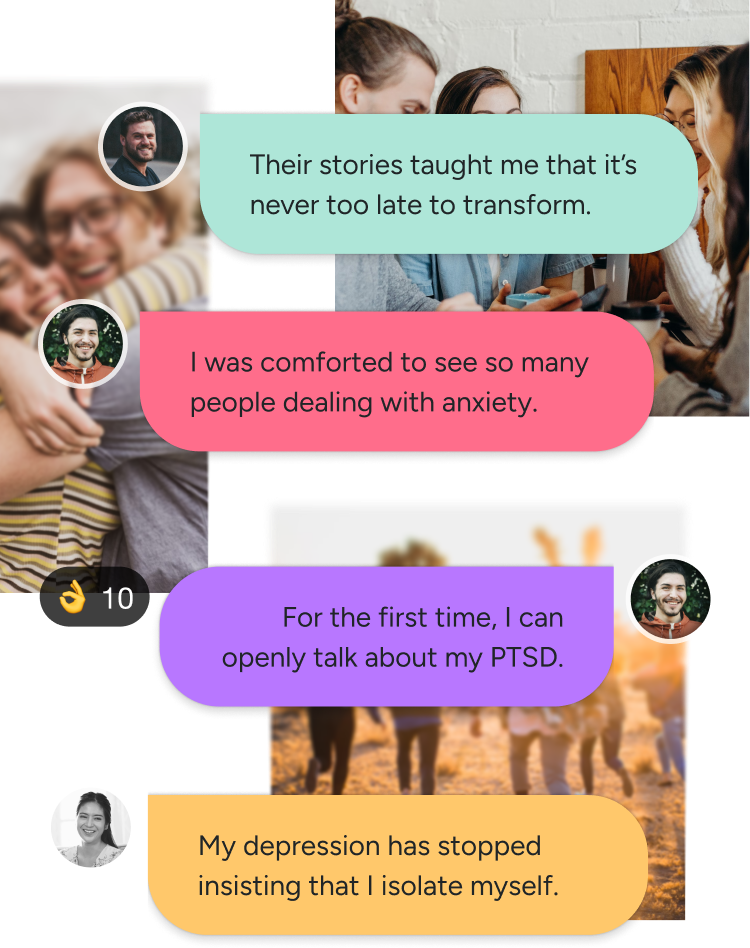 Their stories taught me that it’s
never too late to transform.
I was comforted to see so many
people dealing with anxiety.
👌 10
For the first time, I can
openly talk about my PTSD.
My depression has stopped
insisting that I isolate myself.